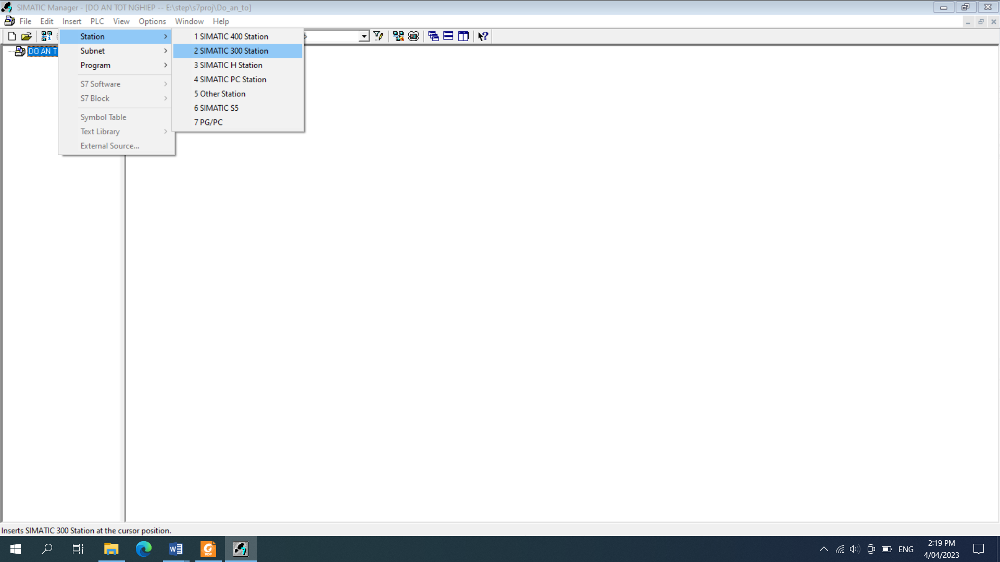 SIMATIC Manager - [DO AN TOT NGHIEP -- E:\step\s7proj\Do_an_to]
File Edit Insert PLC View Options Window Help
Station
Subnet
Program
S7 Software
S7 Block
Symbol Table
Text Library
External Source...
1 SIMATIC 400 Station
2 SIMATIC 300 Station
3 SIMATIC H Station
4 SIMATIC PC Station
5 Other Station
6 SIMATIC S5
7 PG/PC
DO AN T
Inserts SIMATIC 300 Station at the cursor position.
ENG
2:19 PM
4/04/2023